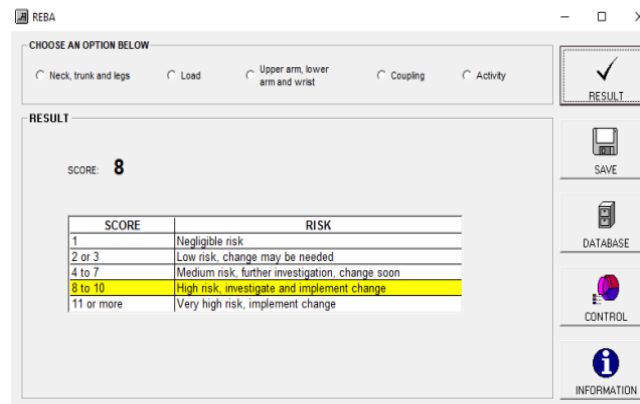 REBA
CHOOSE AN OPTION BELOW
Neck, trunk and legs
Load
Upper arm, lower
arm and wrist
Coupling
Activity
RESULT
SCORE: 8
SCORE RISK
1 Negligible risk
2 or 3 Low risk, change may be needed
4 to 7 Medium risk, further investigation, change soon
8 to 10 High risk, investigate and implement change
11 or more Very high risk, implement change
RESULT
SAVE
DATABASE
CONTROL
INFORMATION